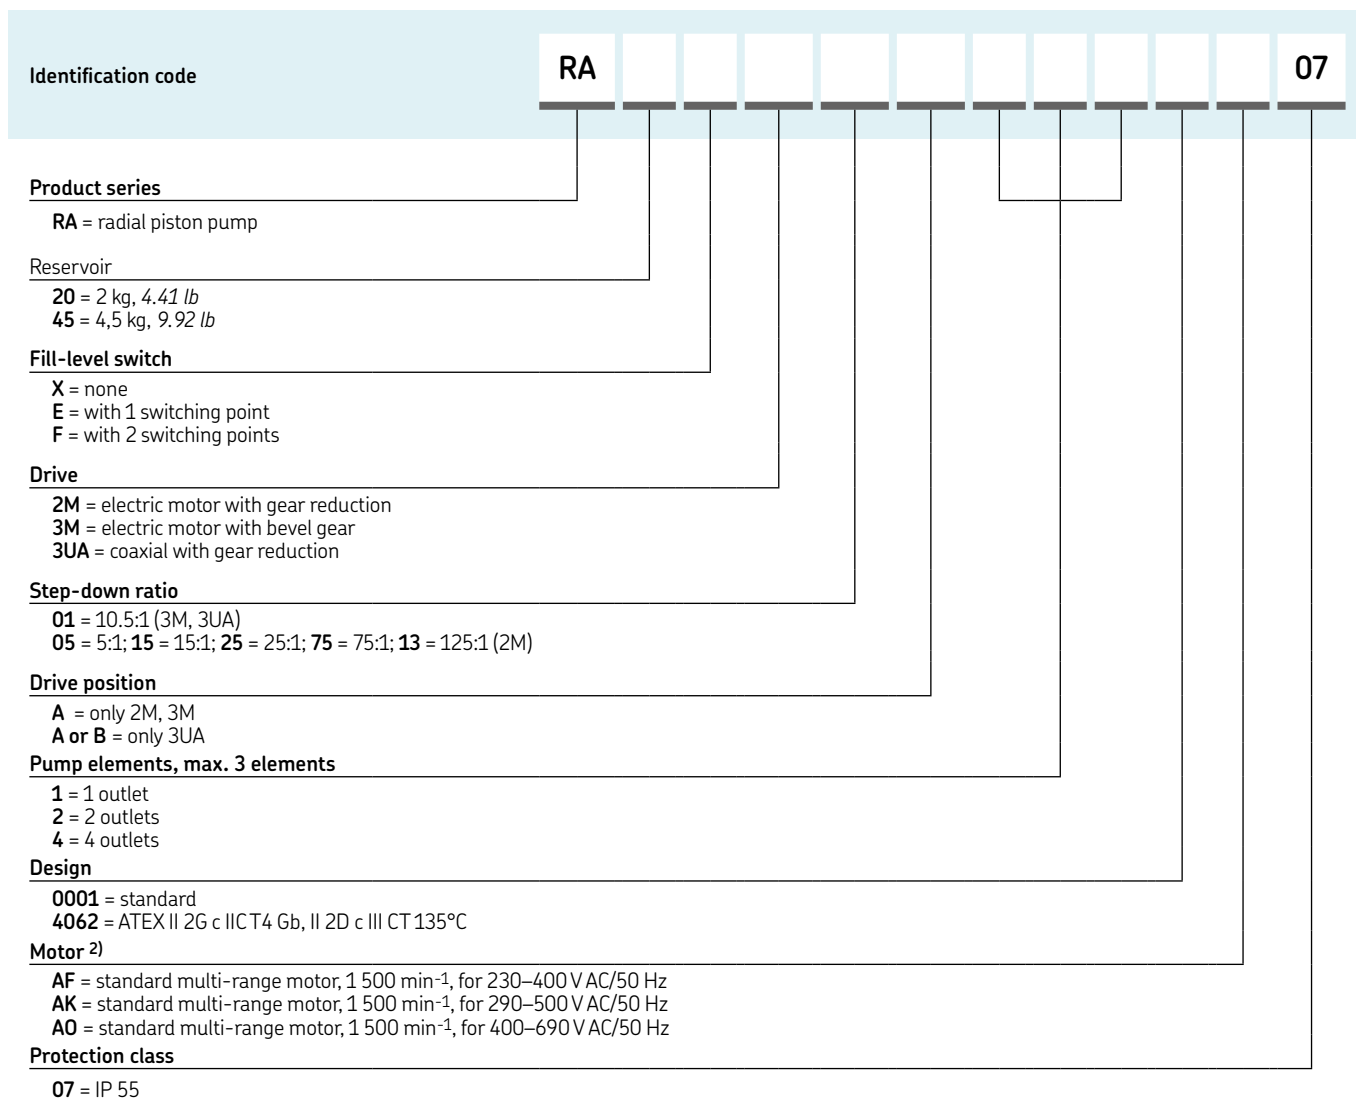 Identification code RA 07
Product series
RA = radial piston pump
Reservoir
20 = 2 kg, 4.41 lb
45 = 4,5 kg, 9.92 lb
Fill-level switch
X = none
E = with 1 switching point
F = with 2 switching points
Drive
2M = electric motor with gear reduction
3M = electric motor with bevel gear
3UA = coaxial with gear reduction
Step-down ratio
01 = 10.5:1 (3M, 3UA)
05 = 5:1; 15 = 15:1; 25 = 25:1; 75 = 75:1; 13 = 125:1 (2M)
Drive position
A = only 2M, 3M
A or B = only 3UA
Pump elements, max. 3 elements
1 = 1 outlet
2 = 2 outlets
4 = 4 outlets
Design
0001 = standard
4062 = ATEX II 2G c IIC T4 Gb, II 2D c III CT 135°C
Motor 2)
AF = standard multi-range motor, 1 500 min-1, for 230–400 V AC/50 Hz
AK = standard multi-range motor, 1 500 min-1, for 290–500 V AC/50 Hz
AO = standard multi-range motor, 1 500 min-1, for 400–690 V AC/50 Hz
Protection class
07 = IP 55